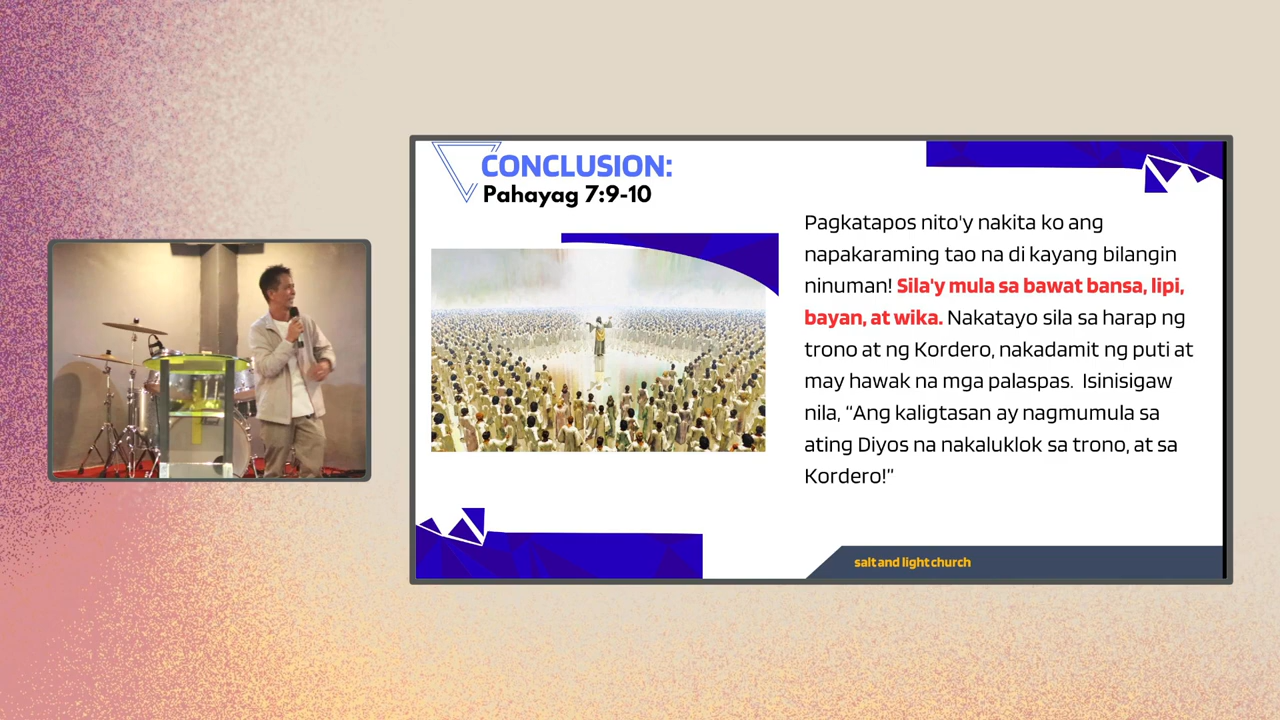 CONCLUSION:
Pahayag 7:9-10
Pagkatapos nito'y nakita ko ang
napakaraming tao na di kayang bilangin
ninuman! Sila'y mula sa bawat bansa, lipi,
bayan, at wika. Nakatayo sila sa harap ng
trono at ng Kordero, nakadamit ng puti at
may hawak na mga palaspas.  Isinisigaw
nila, “Ang kaligtasan ay nagmumula sa
ating Diyos na nakaluklok sa trono, at sa
Kordero!”
salt and light church